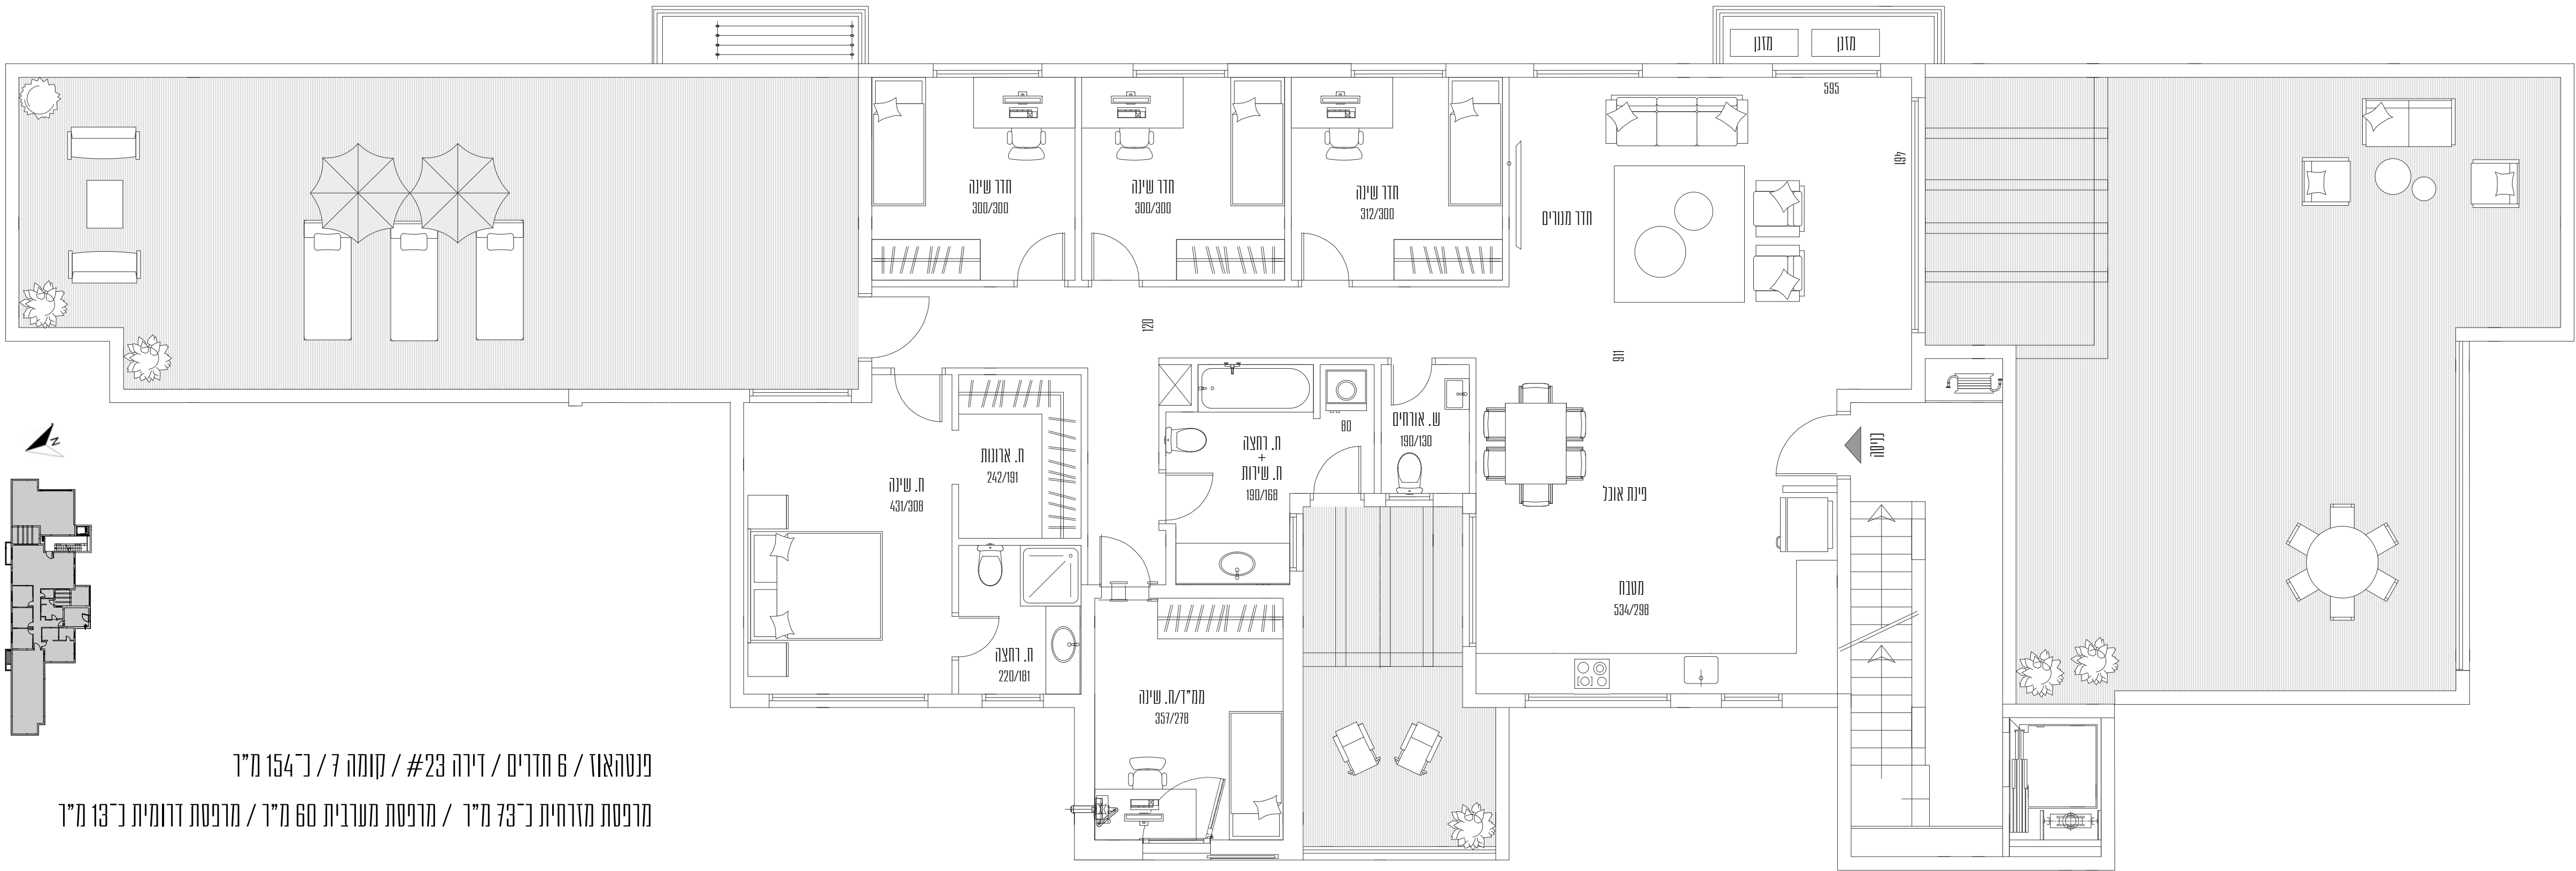 מזגן
מזגן
595
461
חדר שינה
300/300
חדר שינה
300/300
חדר שינה
312/300
חדר מגורים
120
911
ש. אורחים
190/130
80
ח. רחצה
+
ח. שירות
190/168
ח. ארונות
242/191
ח. שינה
431/308
כניסה
פינת אוכל
מטבח
534/298
ח. רחצה
220/181
ממ"ד/ח. שינה
357/278
N
פנטהאוז / 6 חדרים / דירה 23# / קומה 7 / כ־154 מ"ר
מרפסת מזרחית כ־73 מ"ר / מרפסת מערבית 60 מ"ר / מרפסת דרומית כ־13 מ"ר